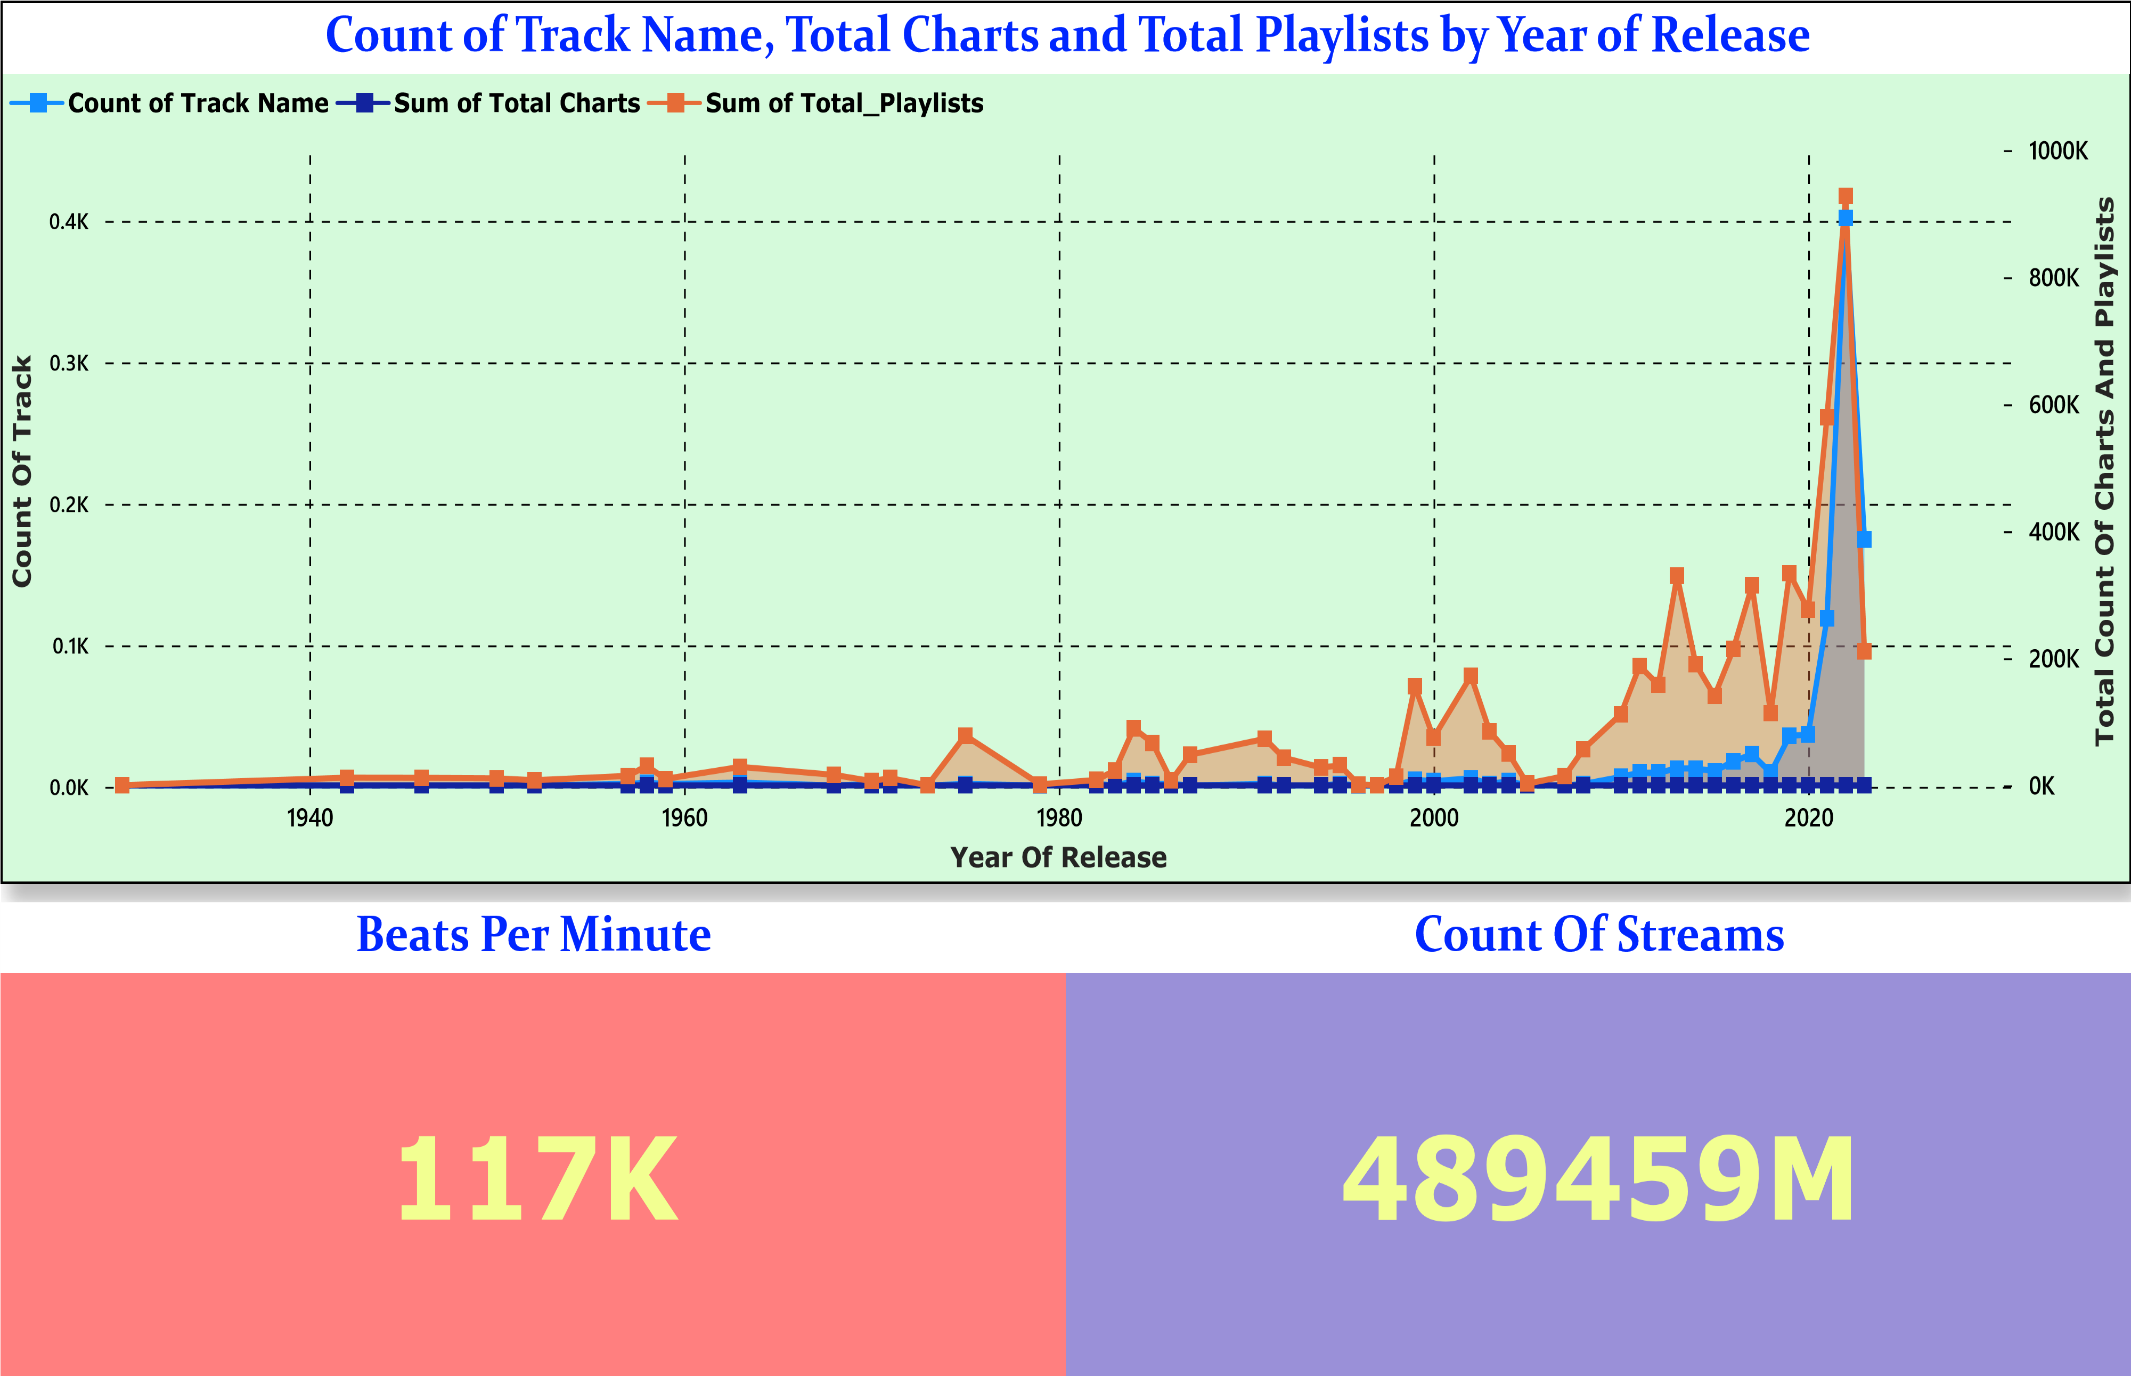 Count of Track Name, Total Charts and Total Playlists by Year of Release
Count of Track Name Sum of Total Charts Sum of Total_Playlists
1000K
0.4K
800K
0.3K
600K
0.2K
400K
0.1K
200K
0.0K
0K
Count Of Track
Total Count Of Charts And Playlists
1940 1960 1980 2000 2020
Year Of Release
Beats Per Minute
Count Of Streams
117K
489459M